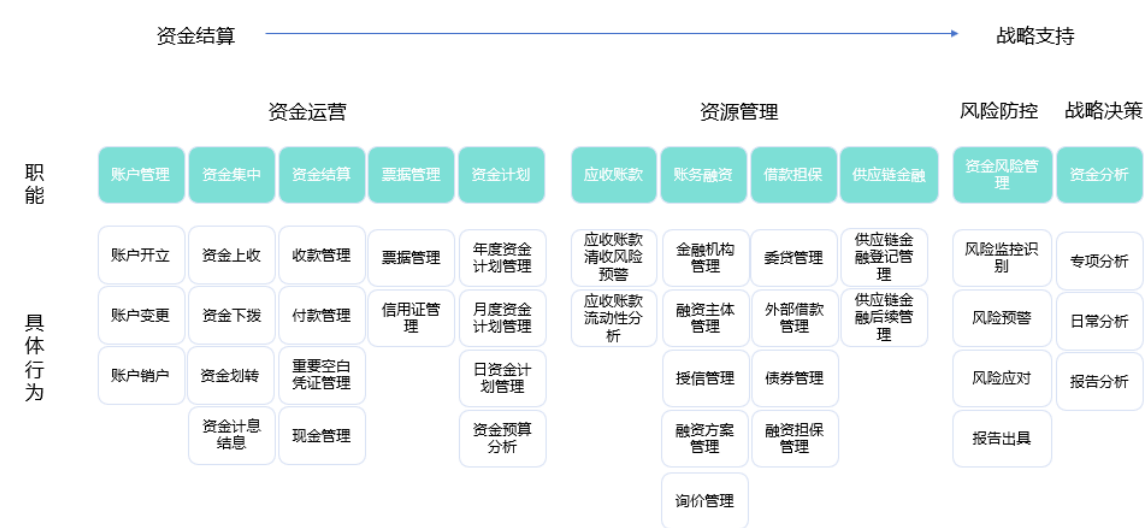 资金结算
战略支持
资金运营
资源管理
风险防控
战略决策
职能
账户管理
资金集中
资金结算
票据管理
资金计划
应收账款
账务融资
借款担保
供应链金融
资金风险管
理
资金分析
具体行为
账户开立
账户变更
账户销户
资金上收
资金下拨
资金划转
资金计息
结息
收款管理
付款管理
重要空白
凭证管理
现金管理
票据管理
信用证管
理
年度资金
计划管理
月度资金
计划管理
日资金计
划管理
资金预算
分析
应收账款
清收风险
预警
应收账款
流动性分
析
金融机构
管理
融资主体
管理
授信管理
融资方案
管理
询价管理
委贷管理
外部借款
管理
债券管理
融资担保
管理
供应链金
融登记管
理
供应链金
融后续管
理
风险监控识
别
风险预警
风险应对
报告出具
专项分析
日常分析
报告分析